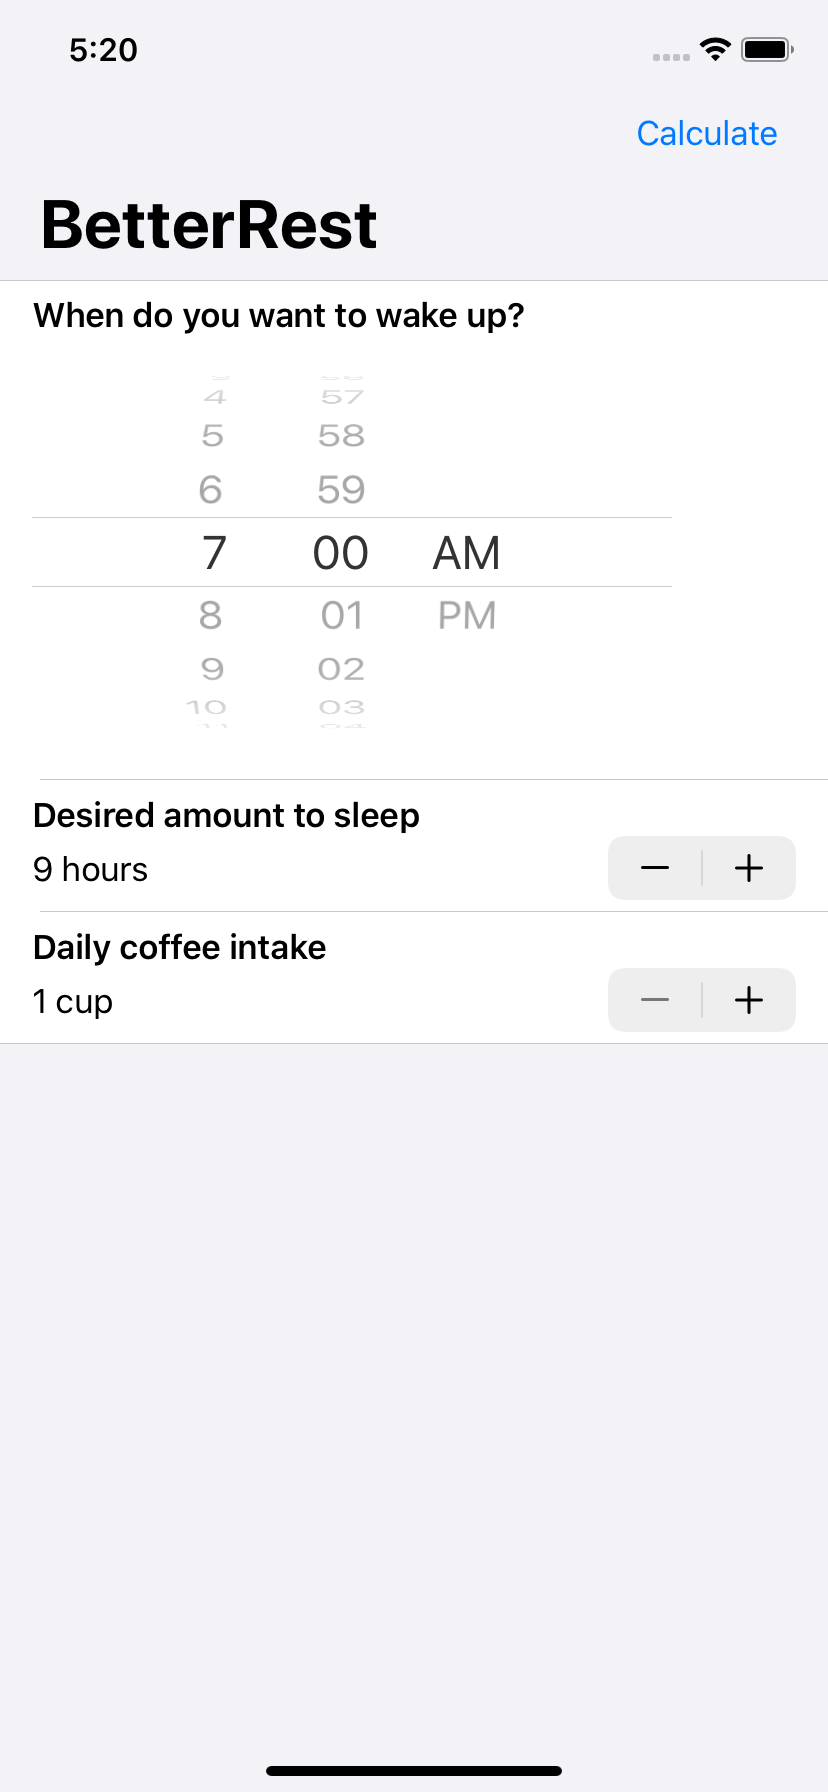 5:20
Calculate
BetterRest
When do you want to wake up?
4 57
5 58
6 59
7 00 AM
8 01 PM
9 02
10 03
Desired amount to sleep
9 hours
Daily coffee intake
1 cup